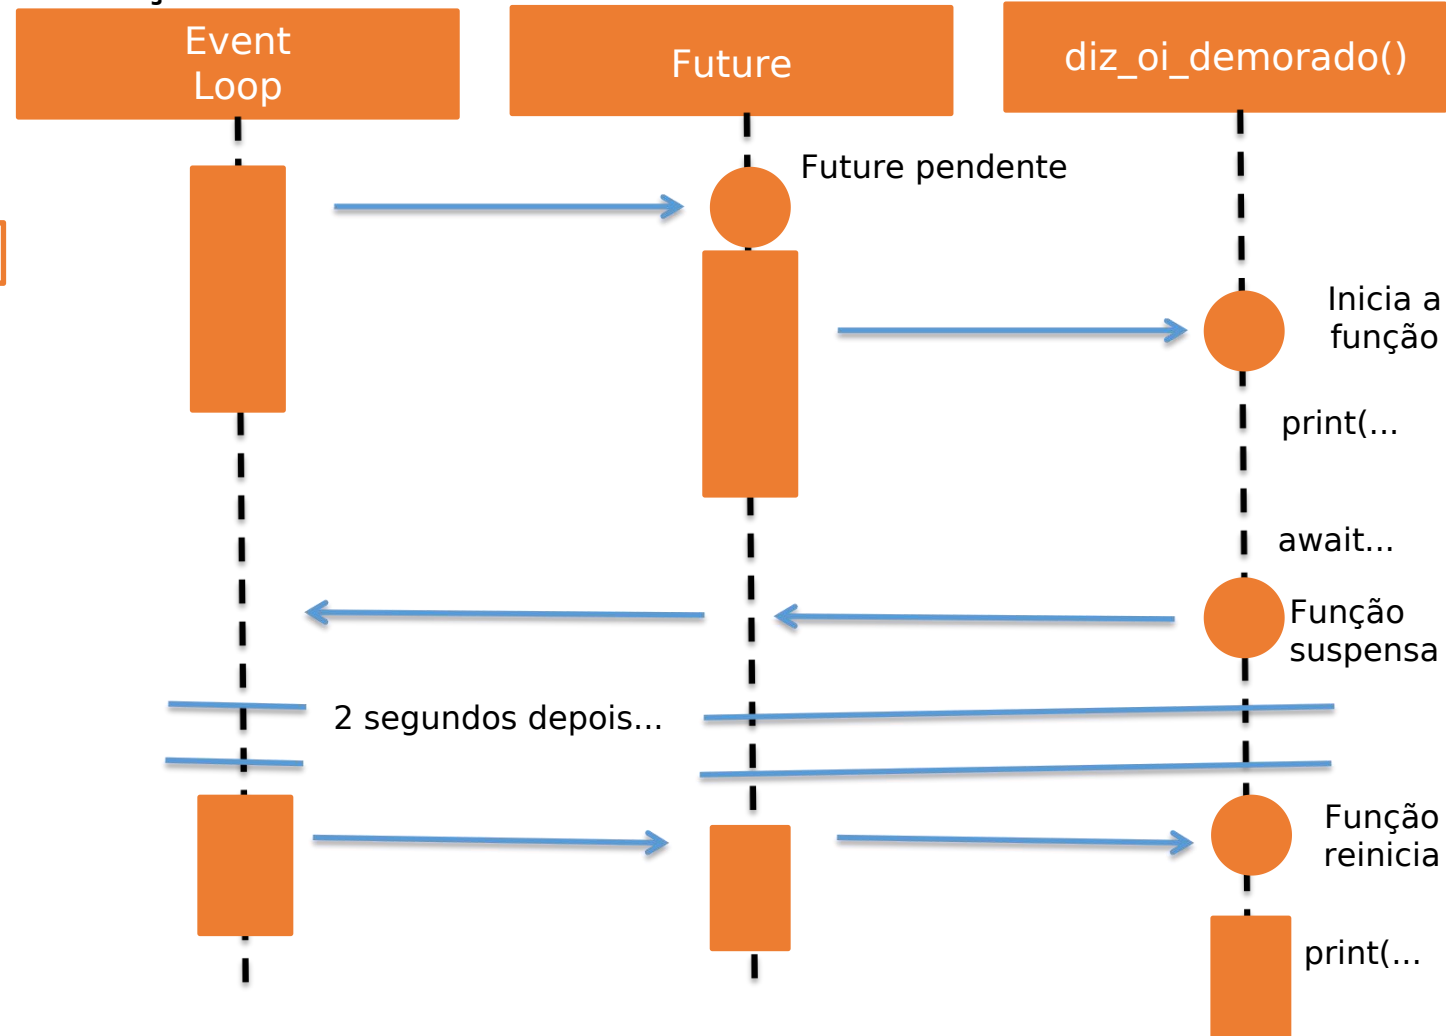 Event
Loop
Future
diz_oi_demorado()
Future pendente
Inicia a
função
print(...
await...
Função
suspensa
2 segundos depois...
Função
reinicia
print(...